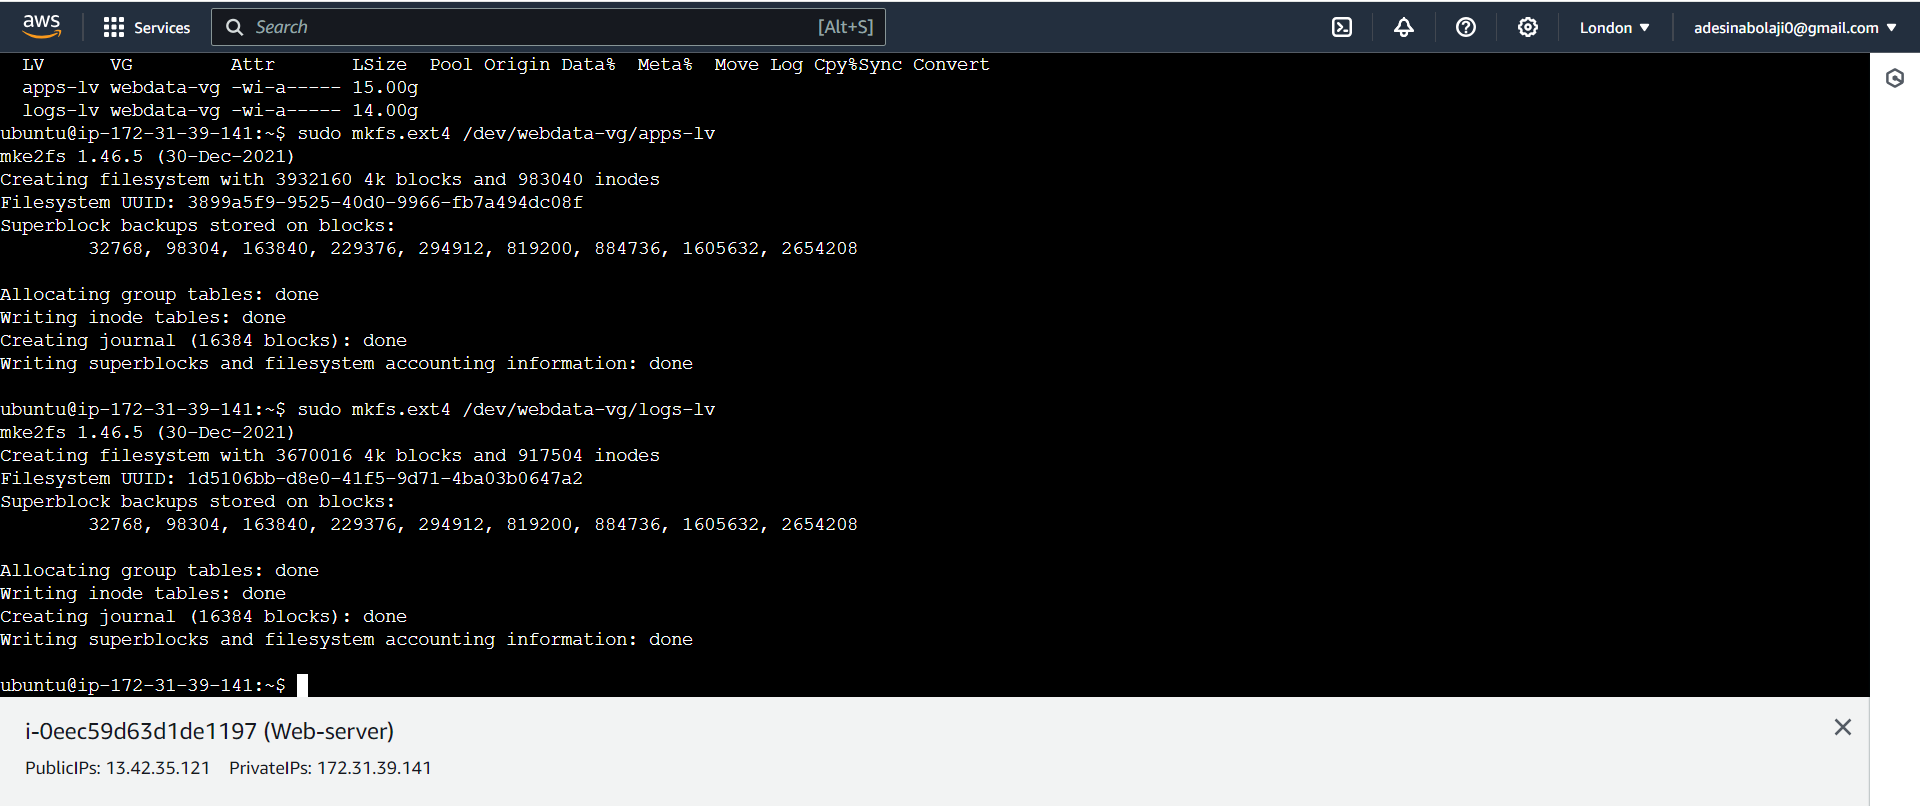 aws Services Search [Alt+S] London adesinabolaji0@gmail.com
LV VG Attr LSize Pool Origin Data% Meta% Move Log Cpy%Sync Convert
apps-lv webdata-vg -wi-a----- 15.00g
logs-lv webdata-vg -wi-a----- 14.00g
ubuntu@ip-172-31-39-141:~$ sudo mkfs.ext4 /dev/webdata-vg/apps-lv
mke2fs 1.46.5 (30-Dec-2021)
Creating filesystem with 3932160 4k blocks and 983040 inodes
Filesystem UUID: 3899a5f9-9525-40d0-9966-fb7a494dc08f
Superblock backups stored on blocks:
32768, 98304, 163840, 229376, 294912, 819200, 884736, 1605632, 2654208
Allocating group tables: done
Writing inode tables: done
Creating journal (16384 blocks): done
Writing superblocks and filesystem accounting information: done
ubuntu@ip-172-31-39-141:~$ sudo mkfs.ext4 /dev/webdata-vg/logs-lv
mke2fs 1.46.5 (30-Dec-2021)
Creating filesystem with 3670016 4k blocks and 917504 inodes
Filesystem UUID: 1d5106bb-d8e0-41f5-9d71-4ba03b0647a2
Superblock backups stored on blocks:
32768, 98304, 163840, 229376, 294912, 819200, 884736, 1605632, 2654208
Allocating group tables: done
Writing inode tables: done
Creating journal (16384 blocks): done
Writing superblocks and filesystem accounting information: done
ubuntu@ip-172-31-39-141:~$
i-0eec59d63d1de1197 (Web-server)
PublicIPs: 13.42.35.121 PrivateIPs: 172.31.39.141